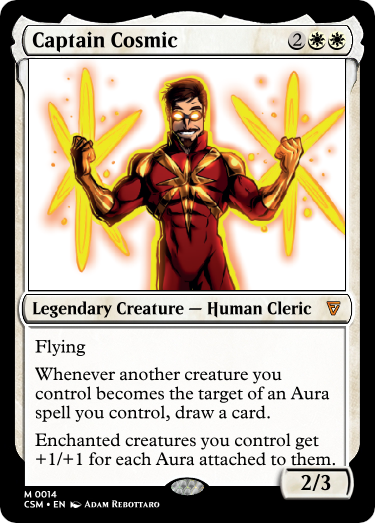 Captain Cosmic 2
Legendary Creature — Human Cleric
Flying
Whenever another creature you
control becomes the target of an Aura
spell you control, draw a card.
Enchanted creatures you control get
+1/+1 for each Aura attached to them.
2/3
M 0014
CSM • EN Adam Rebottaro